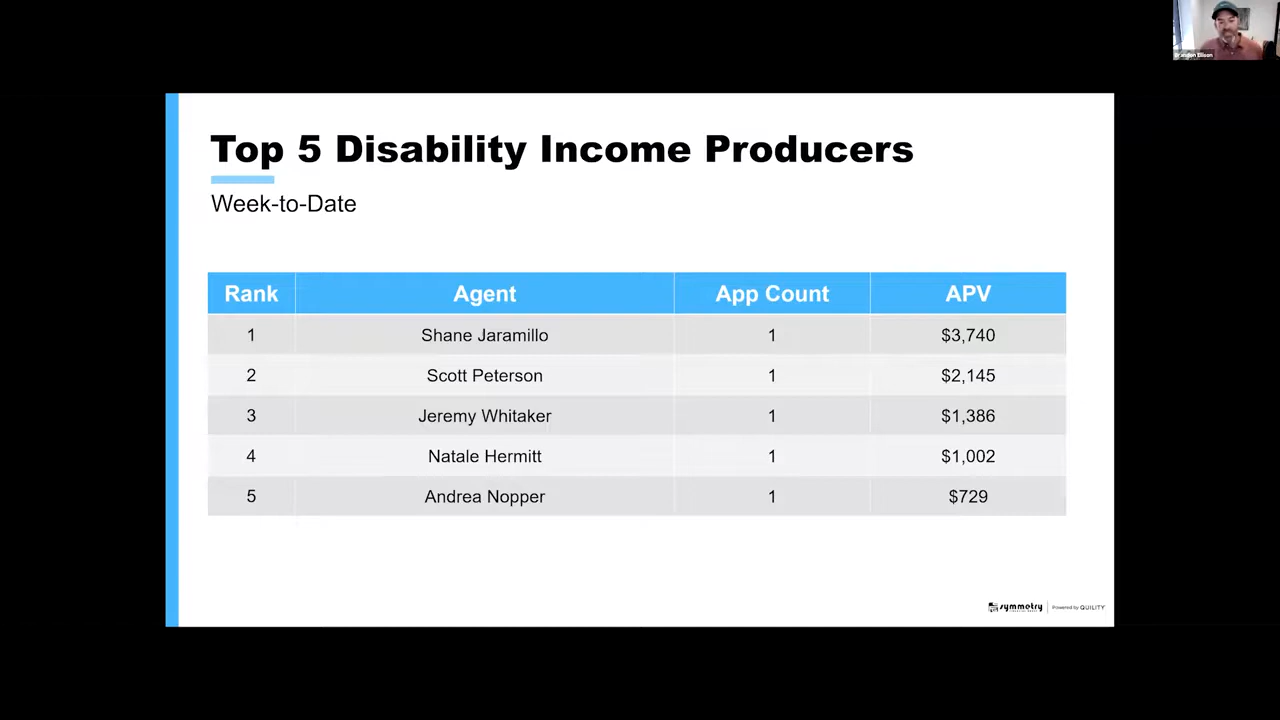 Brandon Ellison
Top 5 Disability Income Producers
Week-to-Date
Rank Agent App Count APV
1 Shane Jaramillo 1 $3,740
2 Scott Peterson 1 $2,145
3 Jeremy Whitaker 1 $1,386
4 Natale Hermitt 1 $1,002
5 Andrea Nopper 1 $729
symmetry Powered by QUILITY